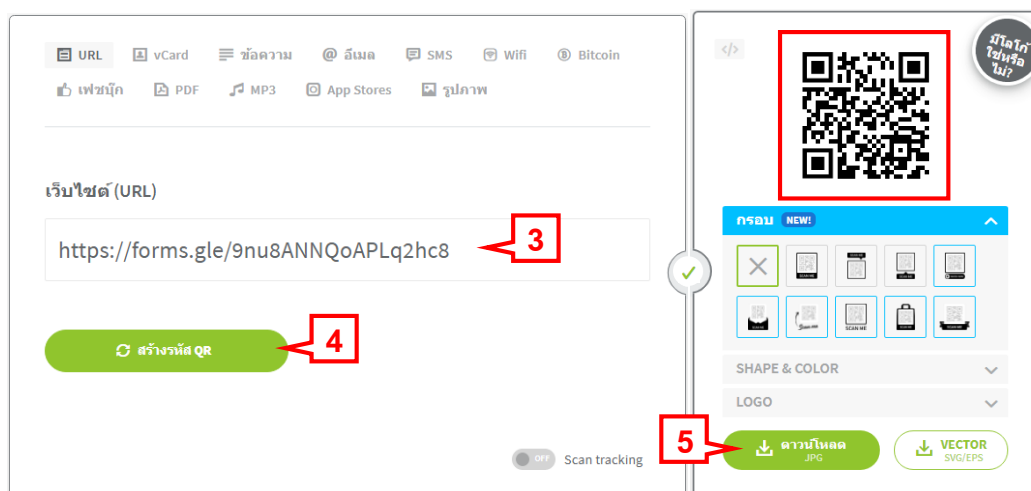 URL vCard ข้อความ อีเมล SMS Wifi Bitcoin
เฟซบุ๊ก PDF MP3 App Stores รูปภาพ
เว็บไซต์ (URL)
https://forms.gle/9nu8ANNQoAPLq2hc8
3
สร้างรหัส QR
4
OFF Scan tracking
</>
มีโลโก้
ใช่หรือ
ไม่?
กรอบ NEW!
SCAN ME
SHAPE & COLOR
LOGO
5
ดาวน์โหลด
JPG
VECTOR
SVG/EPS